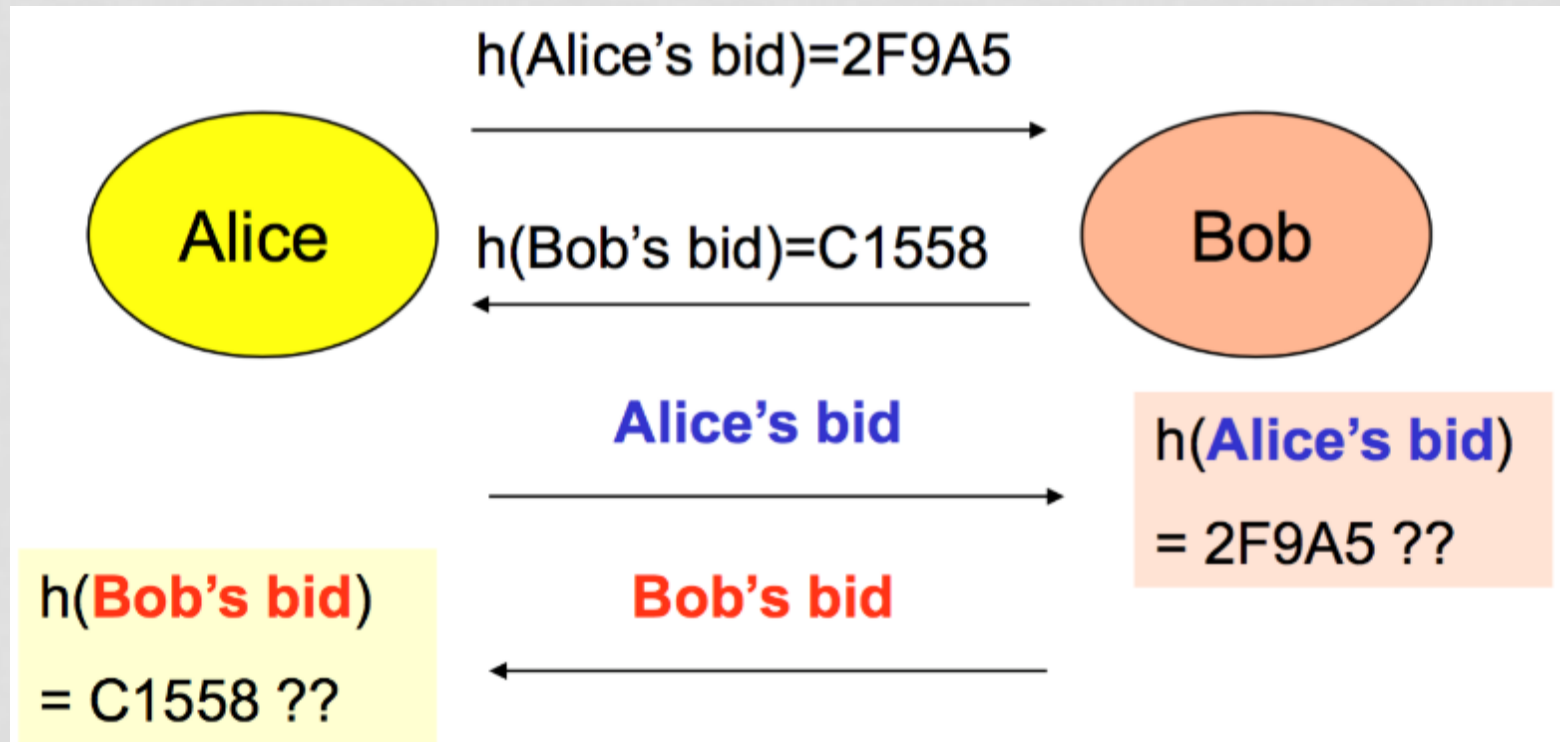 h(Alice’s bid)=2F9A5
Alice
h(Bob’s bid)=C1558
Bob
Alice’s bid
h(Alice’s bid)
= 2F9A5 ??
h(Bob’s bid)
= C1558 ??
Bob’s bid